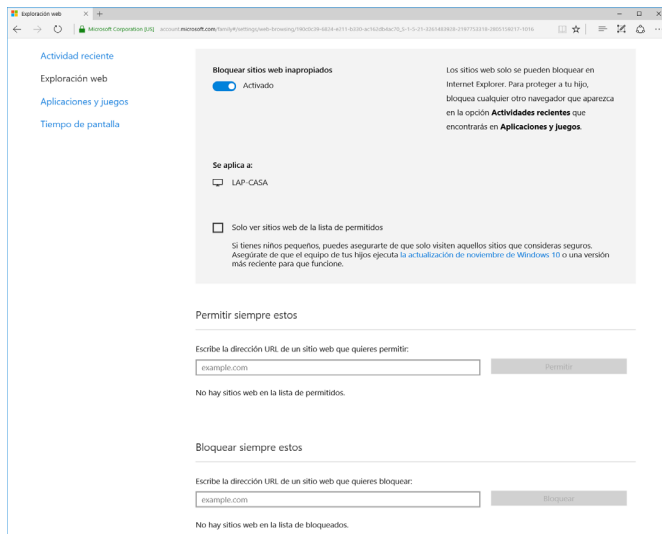 Exploración web
Microsoft Corporation [US]
Actividad reciente
Exploración web
Aplicaciones y juegos
Tiempo de pantalla
Bloquear sitios web inapropiados
Activado
Los sitios web solo se pueden bloquear en
Internet Explorer. Para proteger a tu hijo,
bloquea cualquier otro navegador que aparezca
en la opción Actividades recientes que
encontrarás en Aplicaciones y juegos.
Se aplica a:
LAP-CASA
Solo ver sitios web de la lista de permitidos
Si tienes niños pequeños, puedes asegurarte de que solo visiten aquellos sitios que consideras seguros.
Asegúrate de que el equipo de tus hijos ejecuta la actualización de noviembre de Windows 10 o una versión
más reciente para que funcione.
Permitir siempre estos
Escribe la dirección URL de un sitio web que quieres permitir:
example.com
Permitir
No hay sitios web en la lista de permitidos.
Bloquear siempre estos
Escribe la dirección URL de un sitio web que quieres bloquear:
example.com
Bloquear
No hay sitios web en la lista de bloqueados.